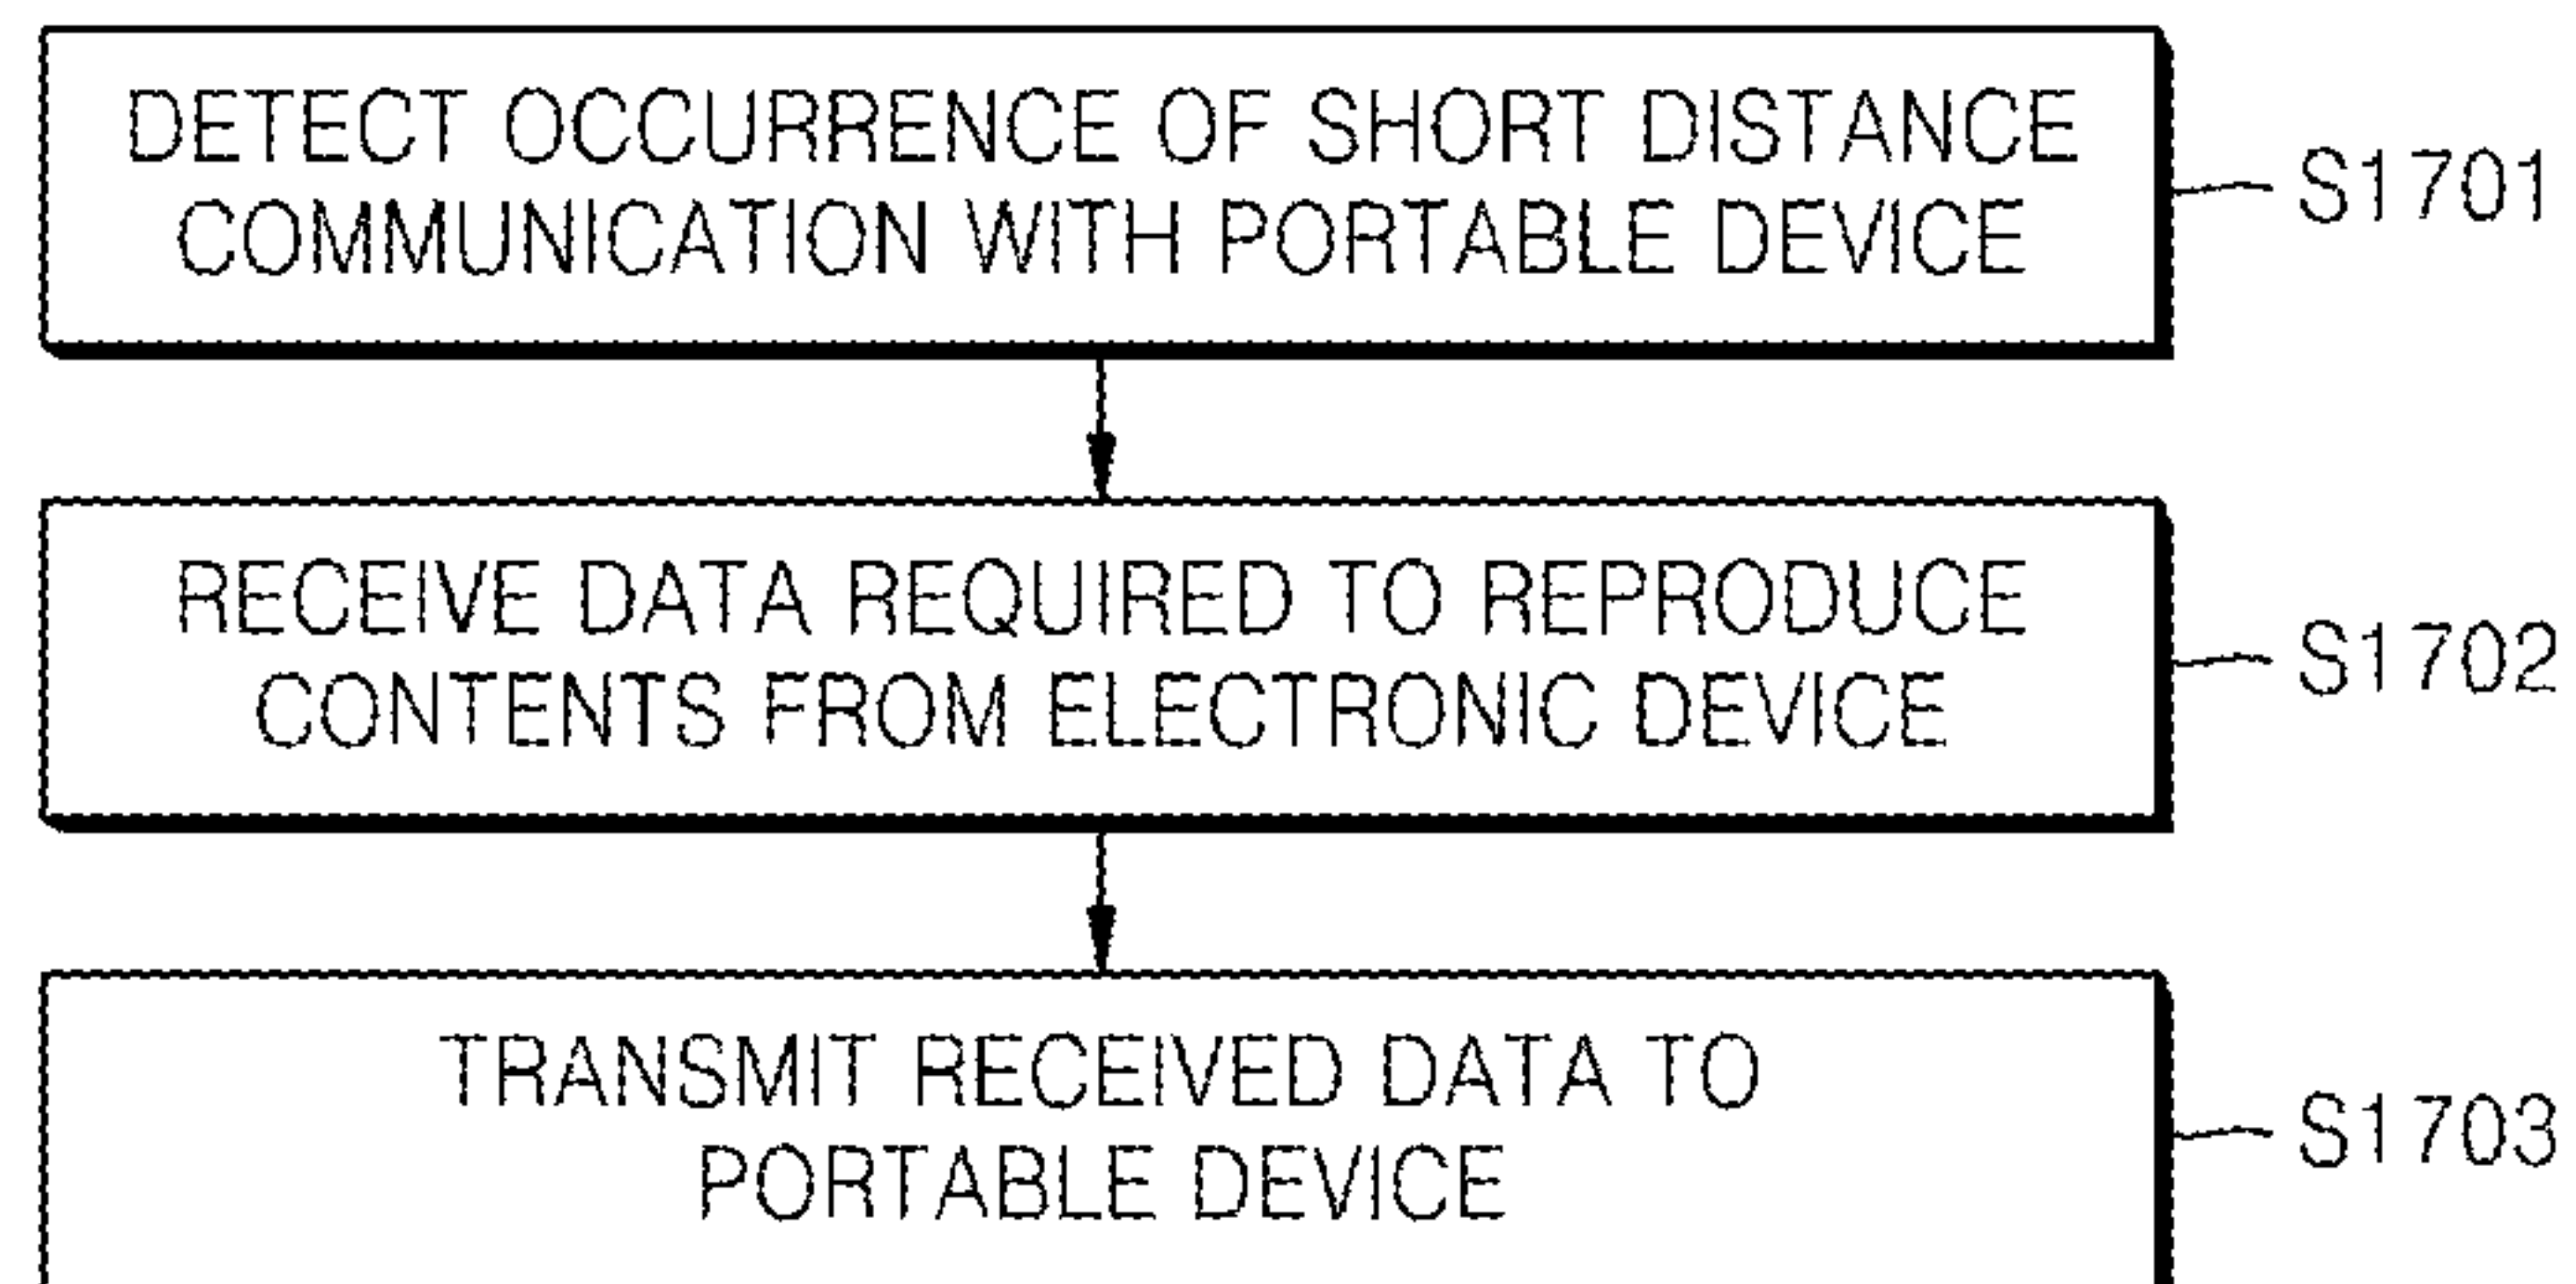 DETECT OCCURRENCE OF SHORT DISTANCE
COMMUNICATION WITH PORTABLE DEVICE
S1701
RECEIVE DATA REQUIRED TO REPRODUCE
CONTENTS FROM ELECTRONIC DEVICE
S1702
TRANSMIT RECEIVED DATA TO
PORTABLE DEVICE
S1703